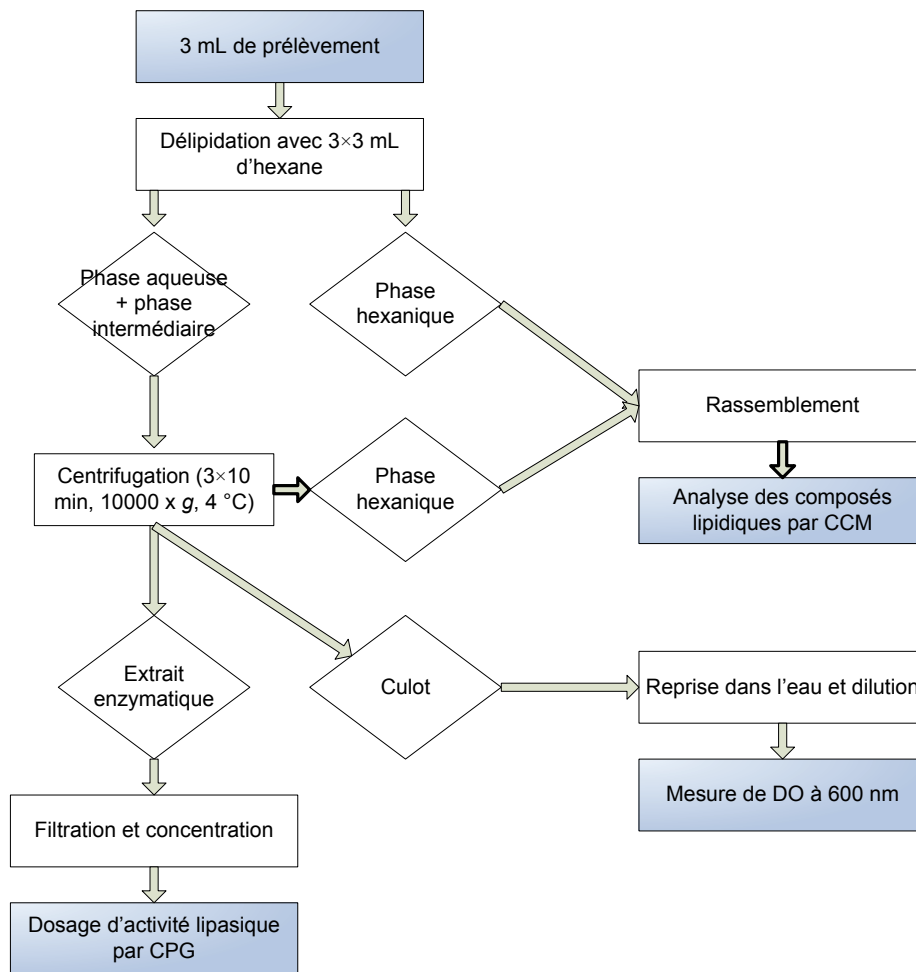 3 mL de prélèvement
Délipidation avec 3×3 mL
d’hexane
Phase aqueuse
+ phase
intermédiaire
Phase
hexanique
Rassemblement
Centrifugation (3×10
min, 10000 x g, 4 °C)
Phase
hexanique
Analyse des composés
lipidiques par CCM
Extrait
enzymatique
Culot
Reprise dans l’eau et dilution
Mesure de DO à 600 nm
Filtration et concentration
Dosage d’activité lipasique
par CPG